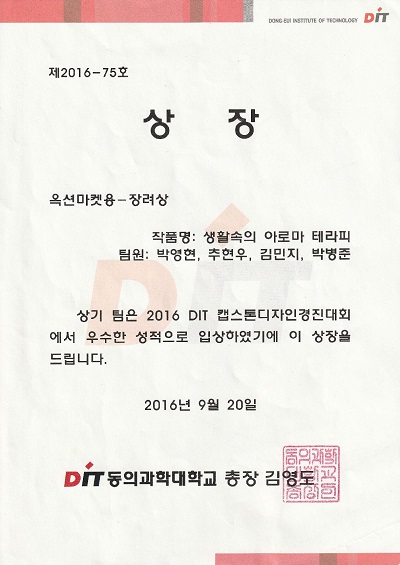 DONG-EUI INSTITUTE OF TECHNOLOGY DIT
제2016-75호
상 장
옥션마켓용-장려상
작품명: 생활속의 아로마 테라피
팀원: 박영현, 추현우, 김민지, 박병준
상기 팀은 2016 DIT 캡스톤디자인경진대회
에서 우수한 성적으로 입상하였기에 이 상장을
드립니다.
2016년 9월 20일
DIT 동의과학대학교 총장 김영도